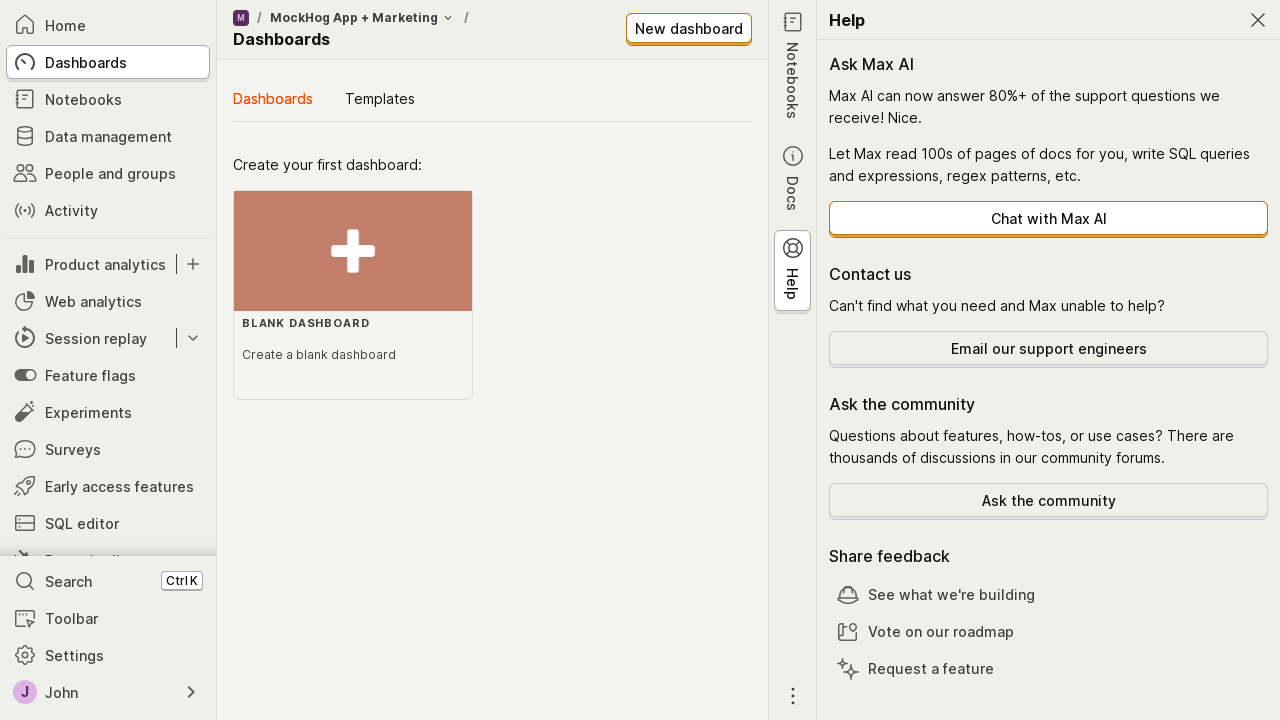 Home
Dashboards
Notebooks
Data management
People and groups
Activity
Product analytics
Web analytics
Session replay
Feature flags
Experiments
Surveys
Early access features
SQL editor
Search Ctrl K
Toolbar
Settings
J John
M / MockHog App + Marketing /
Dashboards
New dashboard
Dashboards Templates
Create your first dashboard:
BLANK DASHBOARD
Create a blank dashboard
Notebooks
Docs
Help
Help
Ask Max AI
Max AI can now answer 80%+ of the support questions we
receive! Nice.
Let Max read 100s of pages of docs for you, write SQL queries
and expressions, regex patterns, etc.
Chat with Max AI
Contact us
Can't find what you need and Max unable to help?
Email our support engineers
Ask the community
Questions about features, how-tos, or use cases? There are
thousands of discussions in our community forums.
Ask the community
Share feedback
See what we're building
Vote on our roadmap
Request a feature